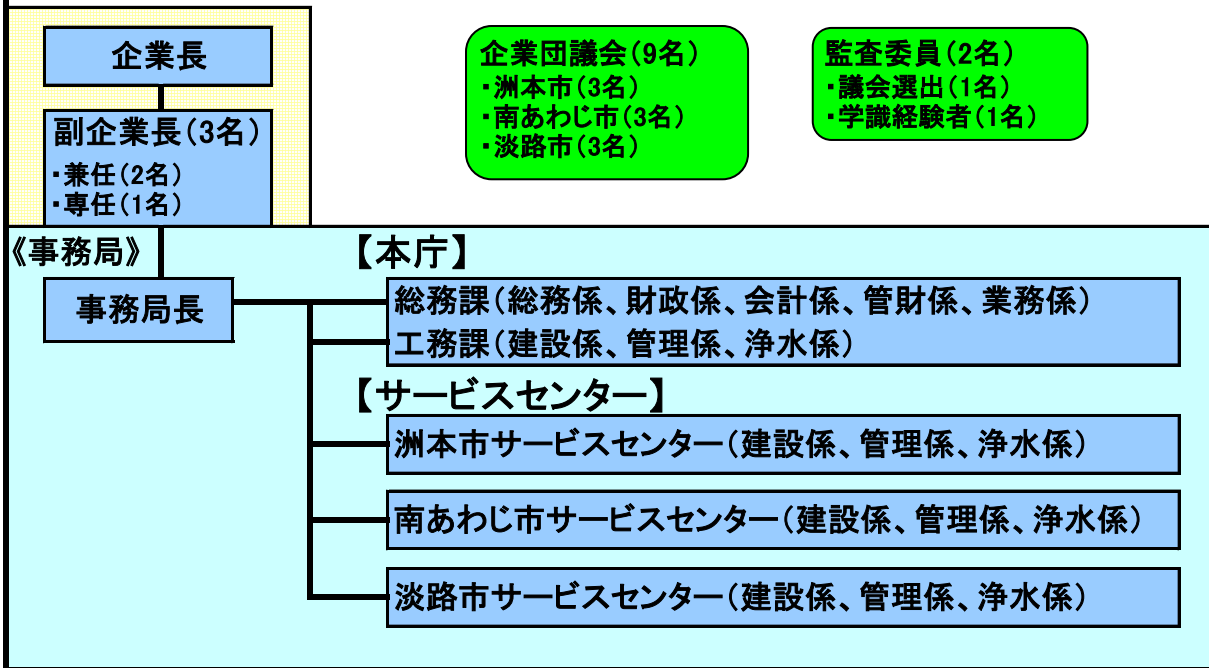 企業長
副企業長(3名)
・兼任(2名)
・専任(1名)
企業団議会(9名)
・洲本市(3名)
・南あわじ市(3名)
・淡路市(3名)
監査委員(2名)
・議会選出(1名)
・学識経験者(1名)
《事務局》
事務局長
【本庁】
総務課(総務係、財政係、会計係、管財係、業務係)
工務課(建設係、管理係、浄水係)
【サービスセンター】
洲本市サービスセンター(建設係、管理係、浄水係)
南あわじ市サービスセンター(建設係、管理係、浄水係)
淡路市サービスセンター(建設係、管理係、浄水係)